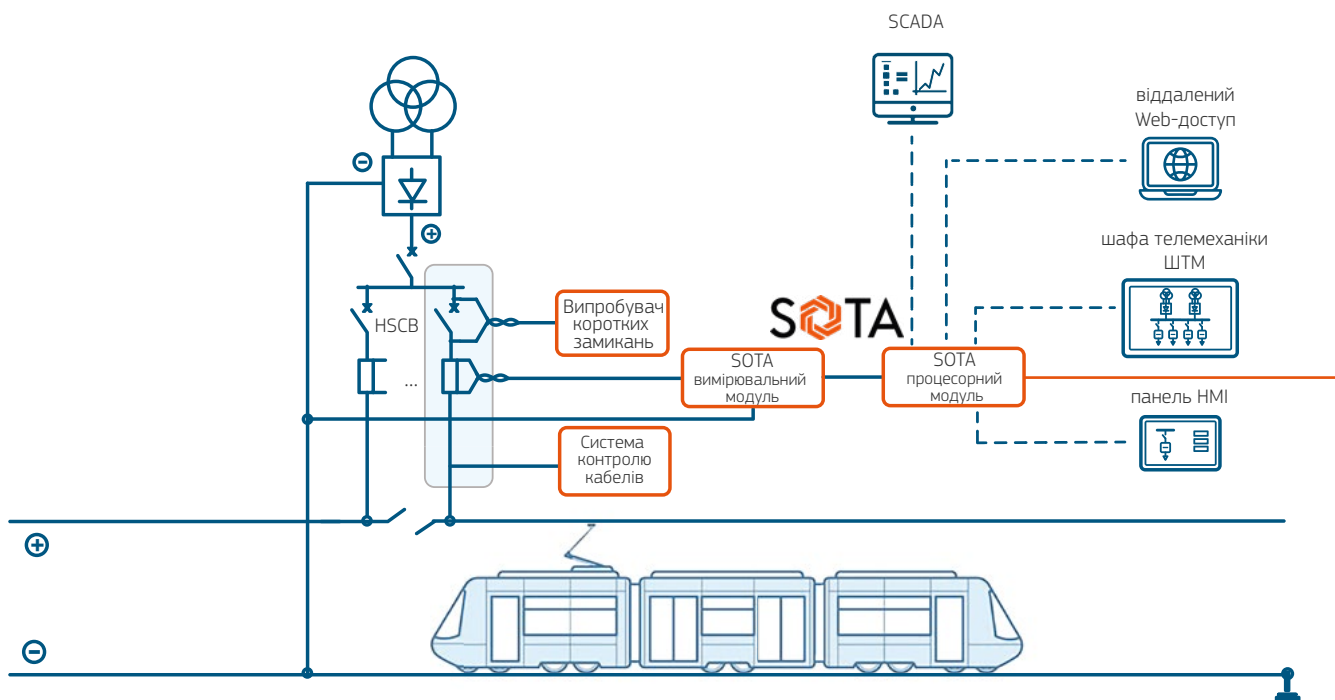 SCADA
віддалений
Web-доступ
шафа телемеханіки
ШТМ
HSCB
...
Випробувач
коротких
замикань
SOTA
SOTA
вимірювальний
модуль
SOTA
процесорний
модуль
панель HMI
Система
контролю
кабелів